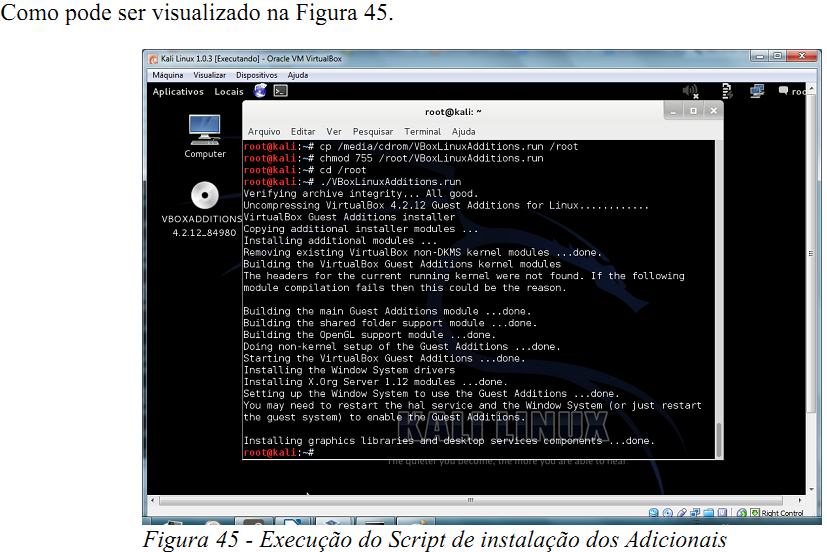 Como pode ser visualizado na Figura 45.
Kali Linux 1.0.3 [Executando] - Oracle VM VirtualBox
Máquina Visualizar Dispositivos Ajuda
Aplicativos Locais
roo
root@kali: ~
Arquivo Editar Ver Pesquisar Terminal Ajuda
Computer
VBOXADDITIONS
4.2.12_84980
root@kali:~# cp /media/cdrom/VBoxLinuxAdditions.run /root
root@kali:~# chmod 755 /root/VBoxLinuxAdditions.run
root@kali:~# cd /root
root@kali:~# ./VBoxLinuxAdditions.run
Verifying archive integrity... All good.
Uncompressing VirtualBox 4.2.12 Guest Additions for Linux............
VirtualBox Guest Additions installer
Copying additional installer modules ...
Installing additional modules ...
Removing existing VirtualBox non-DKMS kernel modules ...done.
Building the VirtualBox Guest Additions kernel modules
The headers for the current running kernel were not found. If the following
module compilation fails then this could be the reason.
Building the main Guest Additions module ...done.
Building the shared folder support module ...done.
Building the OpenGL support module ...done.
Doing non-kernel setup of the Guest Additions ...done.
Starting the VirtualBox Guest Additions ...done.
Installing the Window System drivers
Installing X.Org Server 1.12 modules ...done.
Setting up the Window System to use the Guest Additions ...done.
You may need to restart the hal service and the Window System (or just restart
the guest system) to enable the Guest Additions.
Installing graphics libraries and desktop services components ...done.
root@kali:~#
KALI LINUX
The quieter you become, the more you are able to hear.
Right Control
Figura 45 - Execução do Script de instalação dos Adicionais